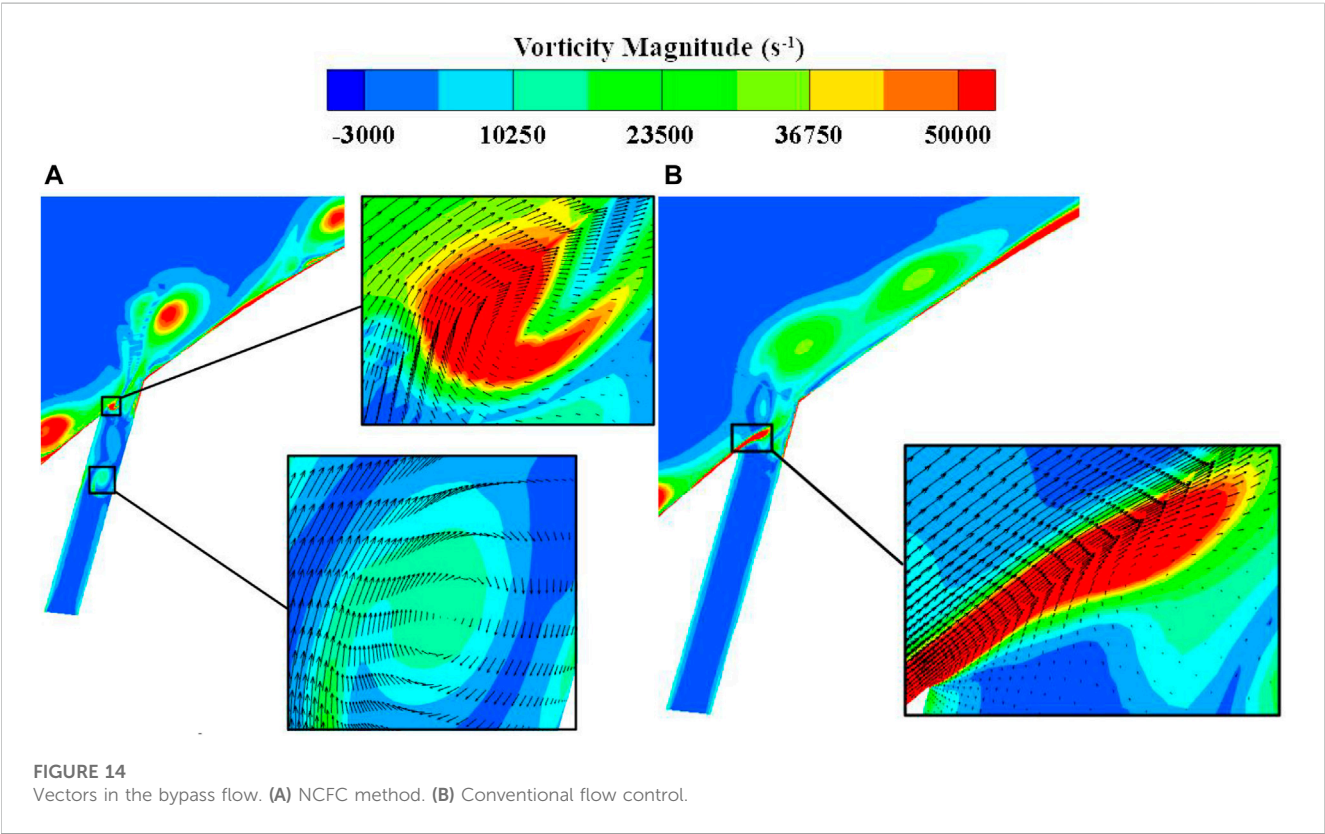 Vorticity Magnitude (s⁻¹)
-3000 10250 23500 36750 50000
A B
FIGURE 14
Vectors in the bypass flow. (A) NCFC method. (B) Conventional flow control.